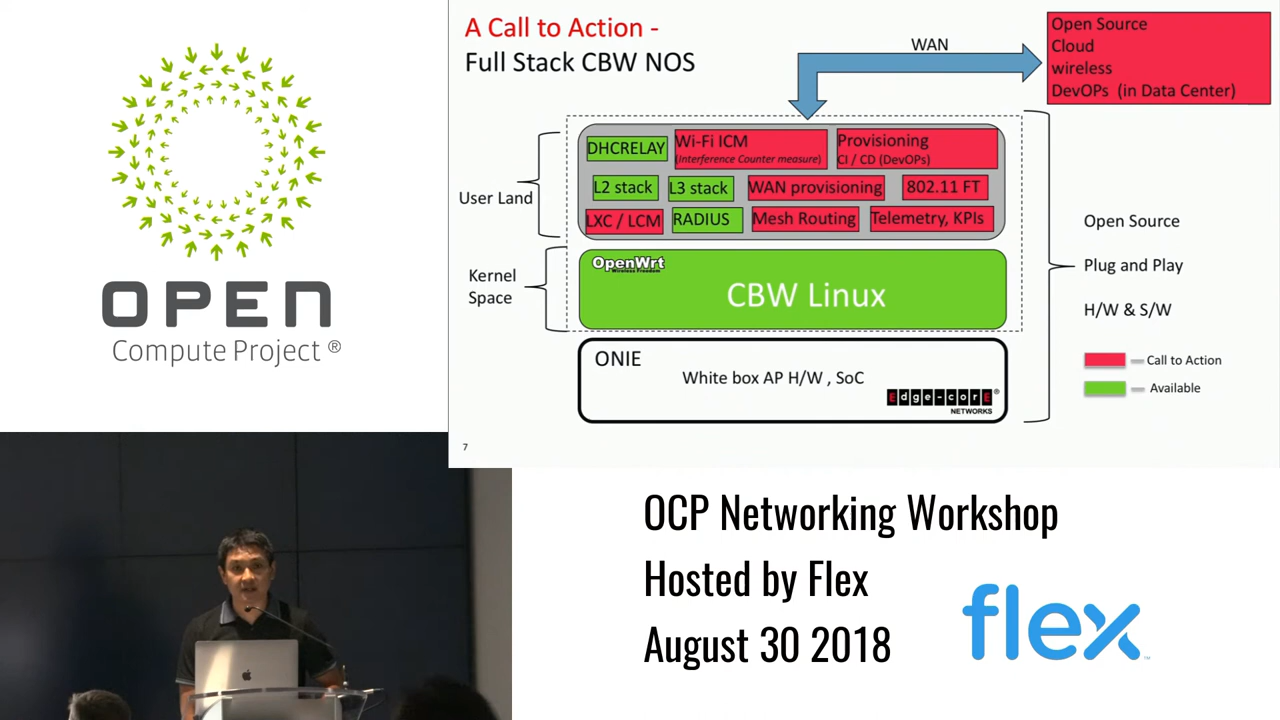 OPEN
Compute Project ®
A Call to Action -
Full Stack CBW NOS
WAN
Open Source
Cloud
wireless
DevOPs (in Data Center)
User Land
DHCRELAY
Wi-Fi ICM
(Interference Counter measure)
Provisioning
CI / CD (DevOPs)
L2 stack
L3 stack
WAN provisioning
802.11 FT
LXC / LCM
RADIUS
Mesh Routing
Telemetry, KPIs
Kernel
Space
OpenWrt
Wireless Freedom
CBW Linux
ONIE
White box AP H/W , SoC
Edge-corE ®
NETWORKS
Open Source
Plug and Play
H/W & S/W
Call to Action
Available
7
OCP Networking Workshop
Hosted by Flex
August 30 2018
flex